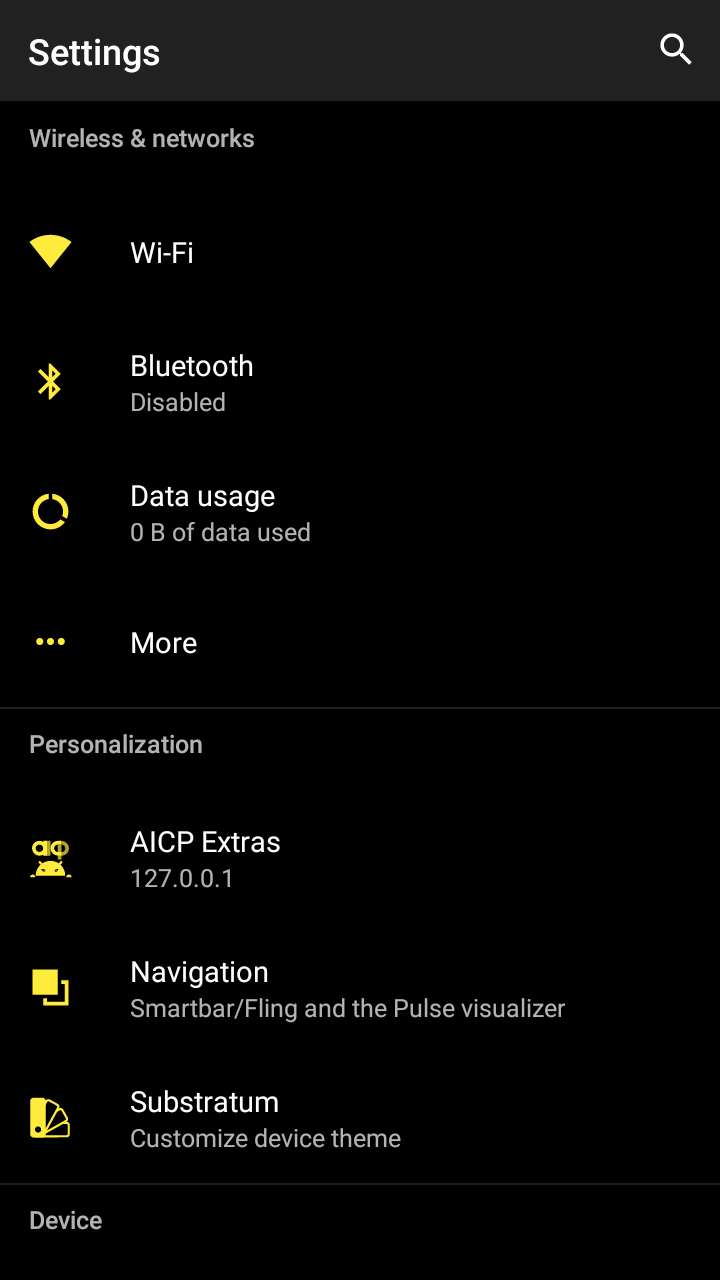 Settings
Wireless & networks
Wi-Fi
Bluetooth
Disabled
Data usage
0 B of data used
More
Personalization
AICP Extras
127.0.0.1
Navigation
Smartbar/Fling and the Pulse visualizer
Substratum
Customize device theme
Device